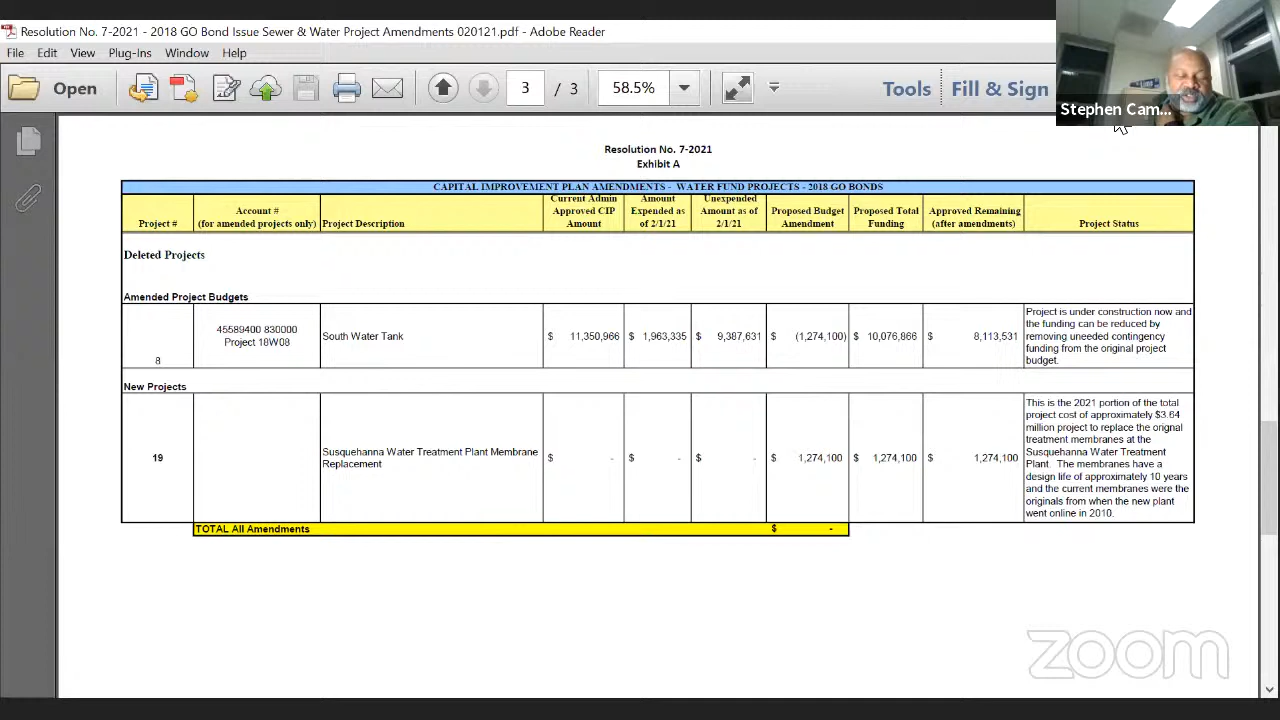 Resolution No. 7-2021 - 2018 GO Bond Issue Sewer & Water Project Amendments 020121.pdf - Adobe Reader
File Edit View Plug-Ins Window Help
Open 3 / 3 58.5% Tools Fill & Sign
Stephen Cam...
Resolution No. 7-2021
Exhibit A
CAPITAL IMPROVEMENT PLAN AMENDMENTS - WATER FUND PROJECTS - 2018 GO BONDS
Project #
Account #
(for amended projects only)
Project Description
Current Admin
Approved CIP
Amount
Amount
Expended as
of 2/1/21
Unexpended
Amount as of
2/1/21
Proposed Budget
Amendment
Proposed Total
Funding
Approved Remaining
(after amendments)
Project Status
Deleted Projects
Amended Project Budgets
8
45589400 830000
Project 18W08
South Water Tank
$ 11,350,966
$ 1,963,335
$ 9,387,631
$ (1,274,100)
$ 10,076,866
$ 8,113,531
Project is under construction now and
the funding can be reduced by
removing uneeded contingency
funding from the original project
budget.
New Projects
19
Susquehanna Water Treatment Plant Membrane
Replacement
$ -
$ -
$ -
$ 1,274,100
$ 1,274,100
$ 1,274,100
This is the 2021 portion of the total
project cost of approximately $3.64
million project to replace the orignal
treatment membranes at the
Susquehanna Water Treatment
Plant. The membranes have a
design life of approximately 10 years
and the current membranes were the
originals from when the new plant
went online in 2010.
TOTAL All Amendments $ -
zoom